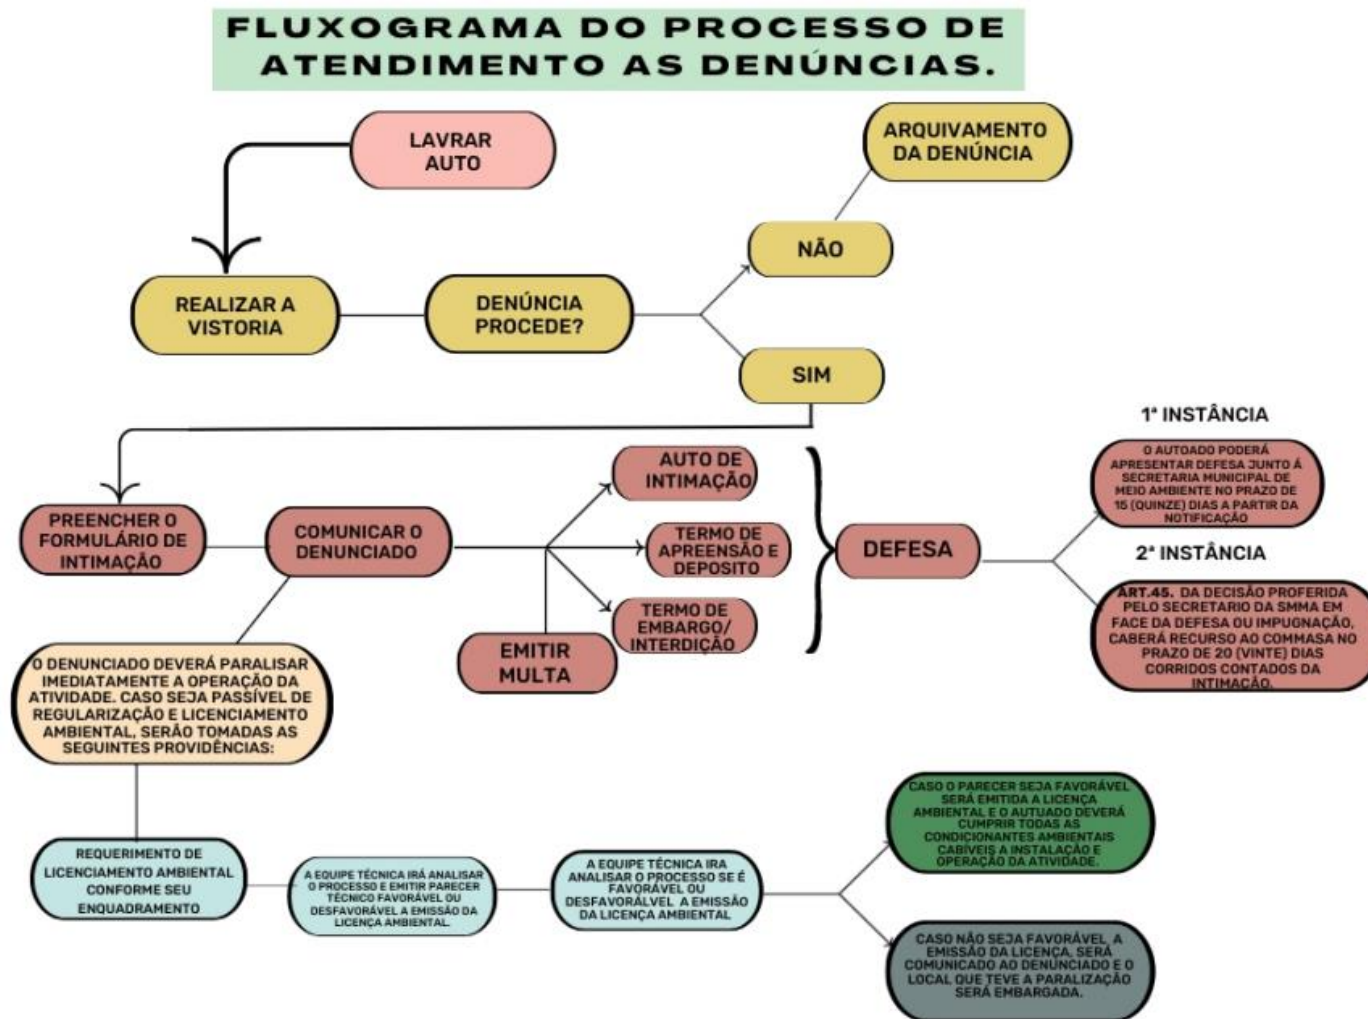 FLUXOGRAMA DO PROCESSO DE
ATENDIMENTO AS DENÚNCIAS.
LAVRAR
AUTO
ARQUIVAMENTO
DA DENÚNCIA
NÃO
REALIZAR A
VISTORIA
DENÚNCIA
PROCEDE?
SIM
PREENCHER O
FORMULÁRIO DE
INTIMAÇÃO
COMUNICAR O
DENUNCIADO
AUTO DE
INTIMAÇÃO
TERMO DE
APREENSÃO E
DEPOSITO
TERMO DE
EMBARGO/
INTERDIÇÃO
EMITIR
MULTA
DEFESA
1ª INSTÂNCIA
O AUTOADO PODERÁ
APRESENTAR DEFESA JUNTO Á
SECRETARIA MUNICIPAL DE
MEIO AMBIENTE NO PRAZO DE
15 (QUINZE) DIAS A PARTIR DA
NOTIFICAÇÃO
2ª INSTÂNCIA
ART.45. DA DECISÃO PROFERIDA
PELO SECRETARIO DA SMMA EM
FACE DA DEFESA OU IMPUGNAÇÃO,
CABERÁ RECURSO AO COMMASA NO
PRAZO DE 20 (VINTE) DIAS
CORRIDOS CONTADOS DA
INTIMACÃO.
O DENUNCIADO DEVERÁ PARALISAR
IMEDIATAMENTE A OPERAÇÃO DA
ATIVIDADE. CASO SEJA PASSÍVEL DE
REGULARIZAÇÃO E LICENCIAMENTO
AMBIENTAL, SERÃO TOMADAS AS
SEGUINTES PROVIDÊNCIAS:
REQUERIMENTO DE
LICENCIAMENTO AMBIENTAL
CONFORME SEU
ENQUADRAMENTO
A EQUIPE TÉCNICA IRÁ ANALISAR
O PROCESSO E EMITIR PARECER
TÉCNICO FAVORÁVEL OU
DESFAVORÁVEL A EMISSÃO DA
LICENÇA AMBIENTAL.
A EQUIPE TÉCNICA IRA
ANALISAR O PROCESSO SE É
FAVORÁVEL OU
DESFAVORÁLVEL A EMISSÃO
DA LICENÇA AMBIENTAL
CASO O PARECER SEJA FAVORÁVEL
SERÁ EMITIDA A LICENÇA
AMBIENTAL E O AUTUADO DEVERÁ
CUMPRIR TODAS AS
CONDICIONANTES AMBIENTAIS
CABÍVEIS A INSTALAÇÃO E
OPERAÇÃO DA ATIVIDADE.
CASO NÃO SEJA FAVORÁVEL A
EMISSÃO DA LICENÇA, SERÁ
COMUNICADO AO DENUNCIADO E O
LOCAL QUE TEVE A PARALIZAÇÃO
SERÁ EMBARGADA.